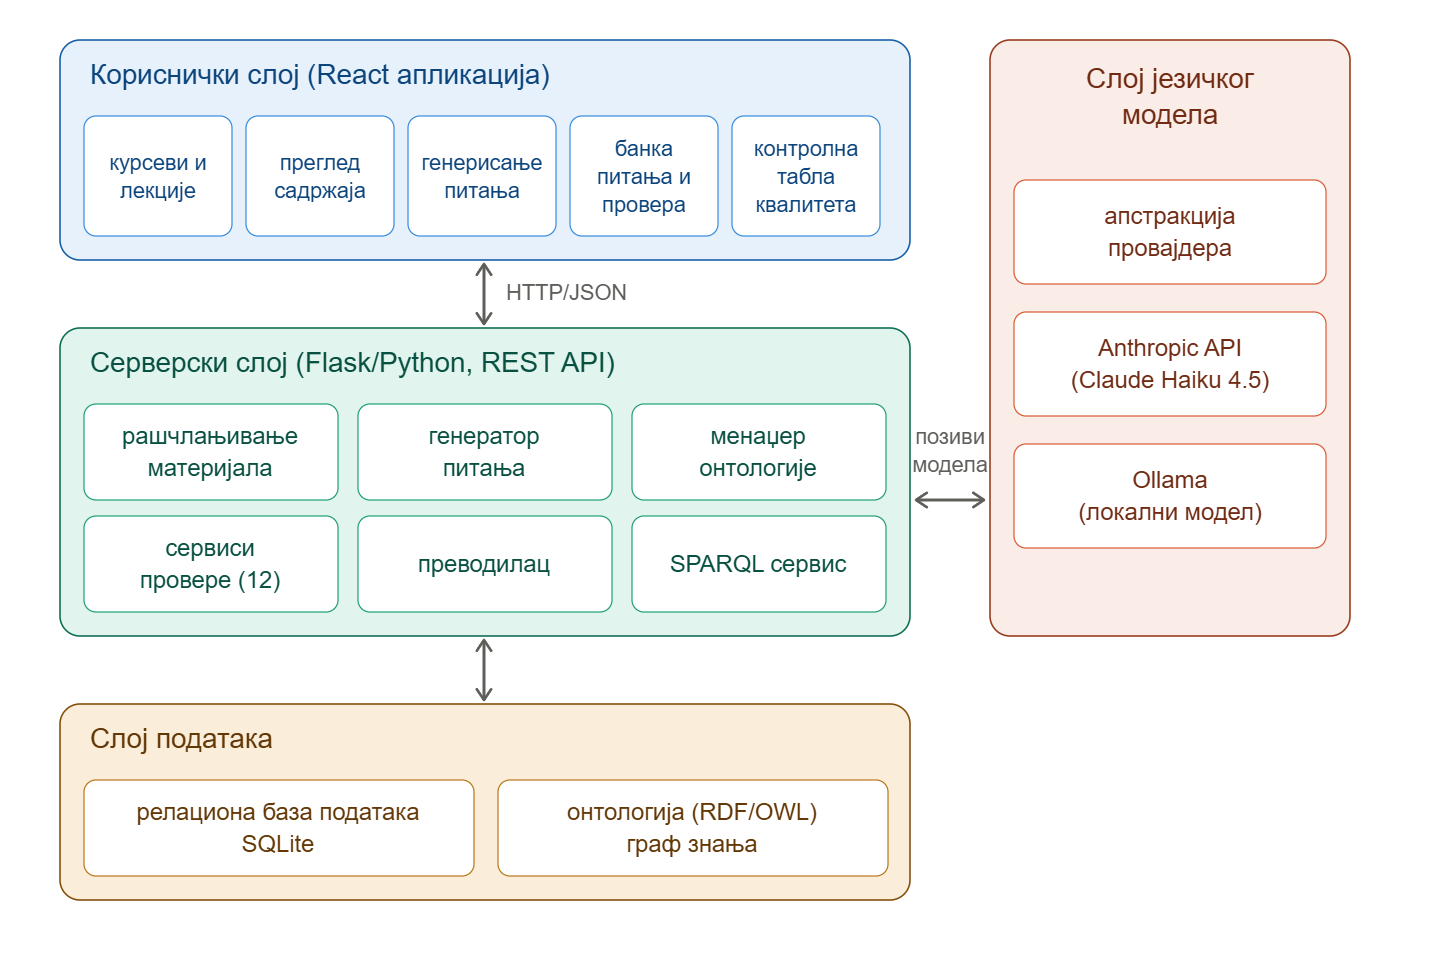 Кориснички слој (React апликација)
курсеви и
лекције
преглед
садржаја
генерисање
питања
банка
питања и
провера
контролна
табла
квалитета
HTTP/JSON
Серверски слој (Flask/Python, REST API)
рашчлањивање
материјала
генератор
питања
менаџер
онтологије
сервиси
провере (12)
преводилац
SPARQL сервис
позиви
модела
Слој језичког
модела
апстракција
провајдера
Anthropic API
(Claude Haiku 4.5)
Ollama
(локални модел)
Слој података
релациона база података
SQLite
онтологија (RDF/OWL)
граф знања